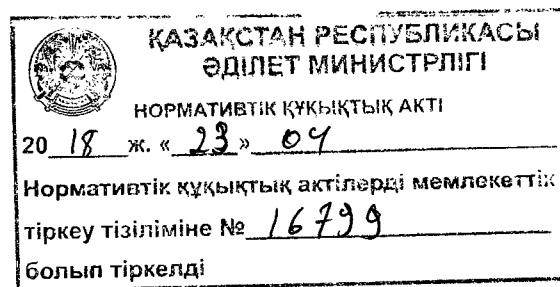 ҚАЗАҚСТАН РЕСПУБЛИКАСЫ
ӘДІЛЕТ МИНИСТРЛІГІ
НОРМАТИВТІК ҚҰҚЫҚТЫҚ АКТІ
20 18 ж. « 23 » 04
Нормативтік құқықтық актілерді мемлекеттік
тіркеу тізіліміне № 16799
болып тіркелді